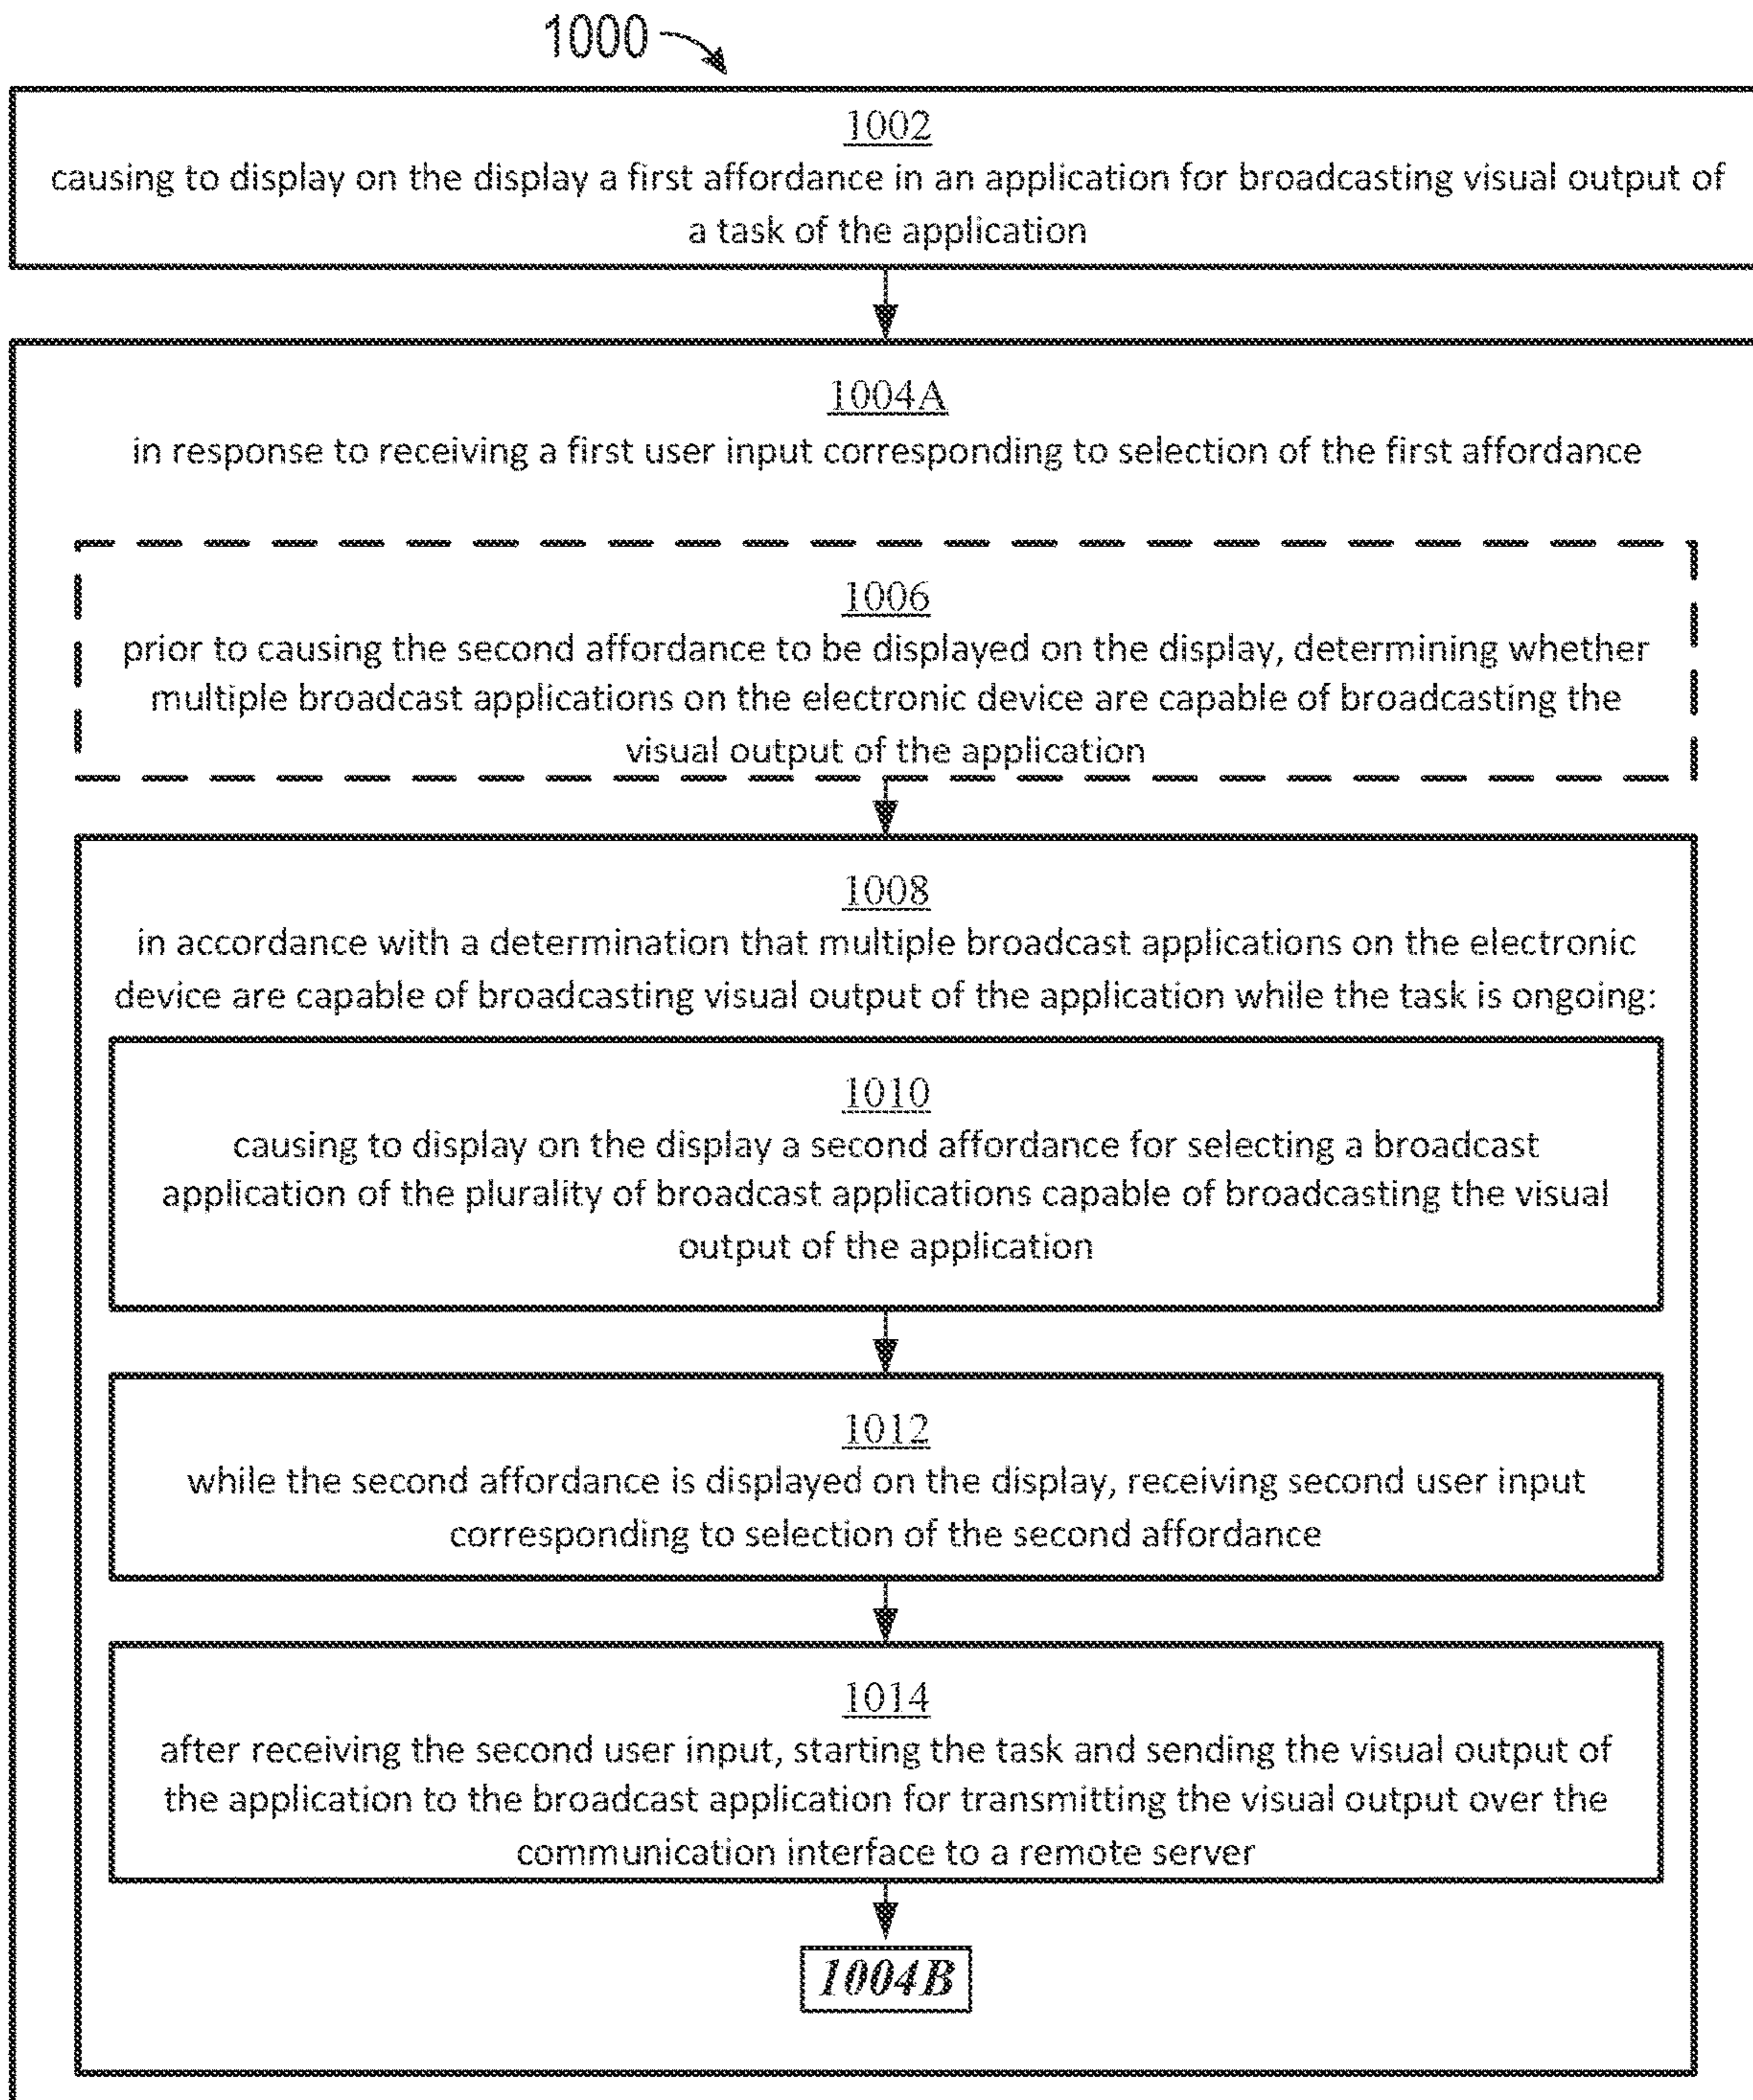 1000
1002
causing to display on the display a first affordance in an application for broadcasting visual output of
a task of the application
1004A
in response to receiving a first user input corresponding to selection of the first affordance
1006
prior to causing the second affordance to be displayed on the display, determining whether
multiple broadcast applications on the electronic device are capable of broadcasting the
visual output of the application
1008
in accordance with a determination that multiple broadcast applications on the electronic
device are capable of broadcasting visual output of the application while the task is ongoing:
1010
causing to display on the display a second affordance for selecting a broadcast
application of the plurality of broadcast applications capable of broadcasting the visual
output of the application
1012
while the second affordance is displayed on the display, receiving second user input
corresponding to selection of the second affordance
1014
after receiving the second user input, starting the task and sending the visual output of
the application to the broadcast application for transmitting the visual output over the
communication interface to a remote server
1004B